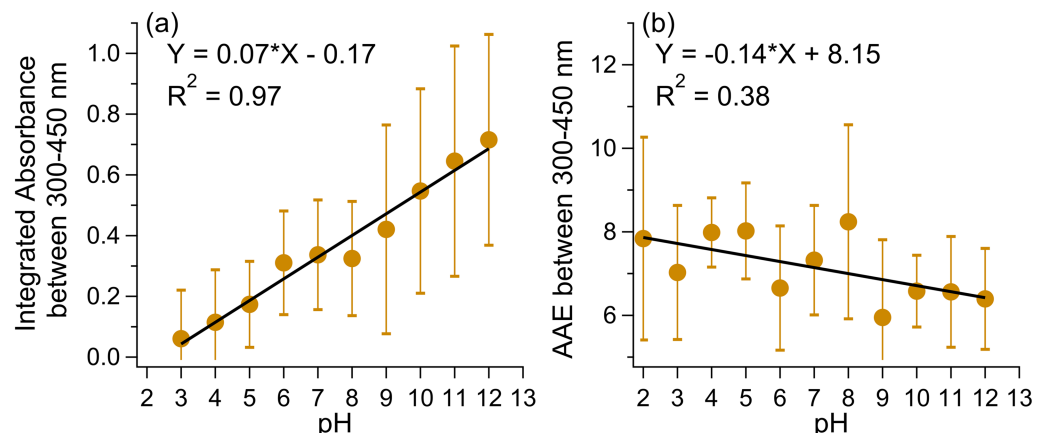 (a)
Y = 0.07*X - 0.17
R² = 0.97
Integrated Absorbance
between 300-450 nm
1.0
0.8
0.6
0.4
0.2
0.0
2 3 4 5 6 7 8 9 10 11 12 13
pH
(b)
Y = -0.14*X + 8.15
R² = 0.38
AAE between 300-450 nm
12
10
8
6
2 3 4 5 6 7 8 9 10 11 12 13
pH